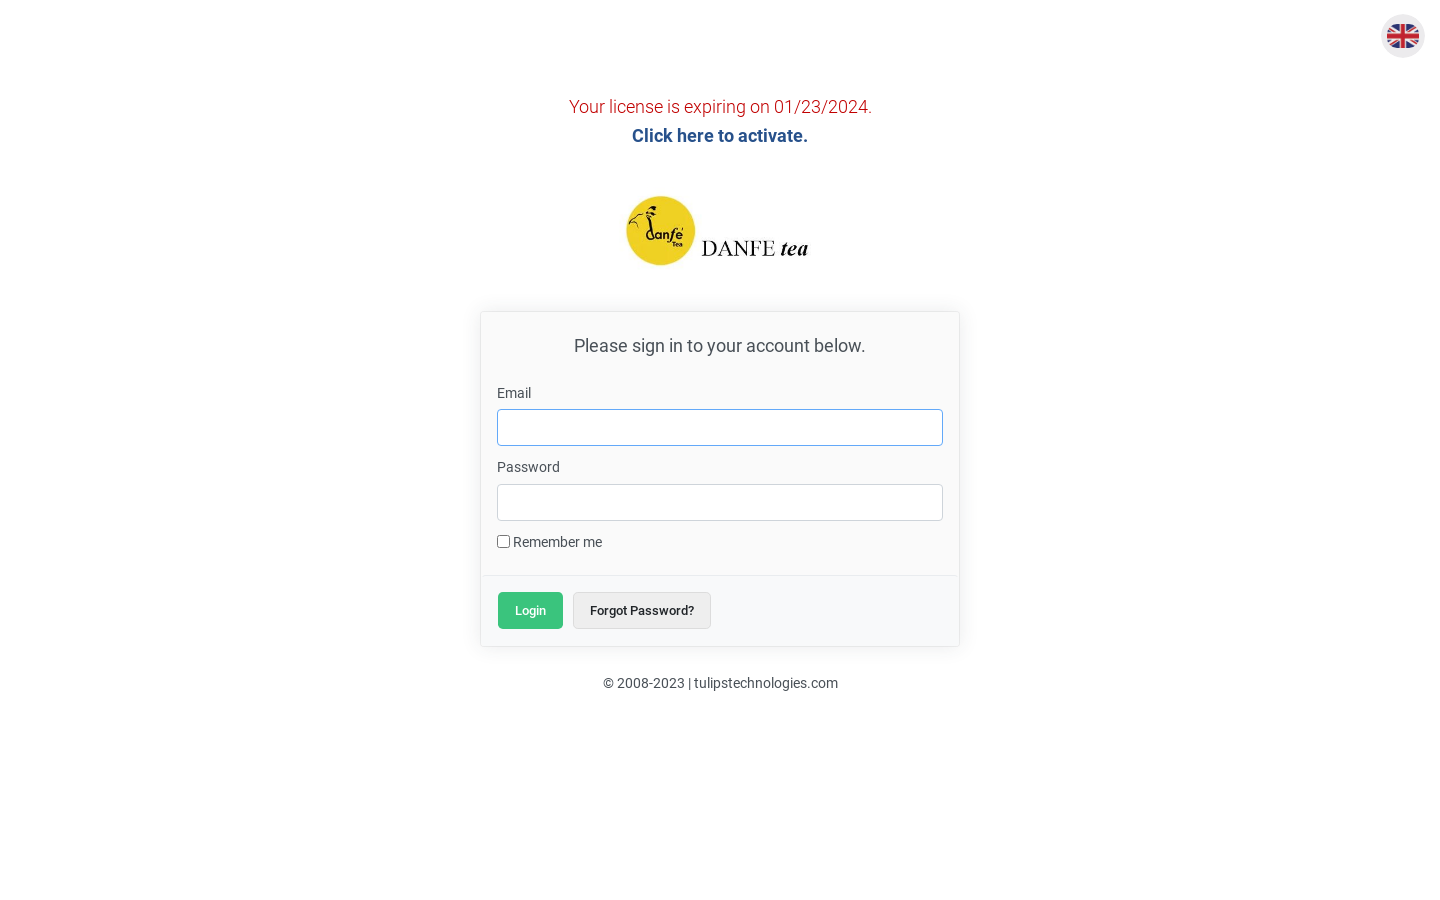 Your license is expiring on 01/23/2024.
Click here to activate.
danfe
Tea
DANFE tea
Please sign in to your account below.
Email
Password
Remember me
Login
Forgot Password?
© 2008-2023 | tulipstechnologies.com